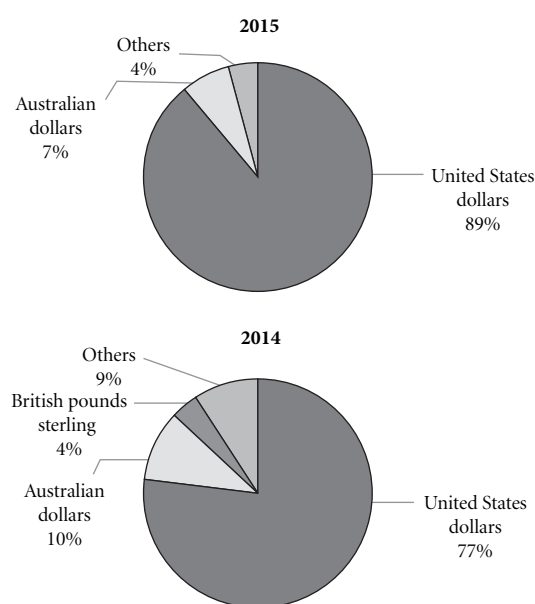 2015
Others
4%
Australian
dollars
7%
United States
dollars
89%
2014
Others
9%
British pounds
sterling
4%
Australian
dollars
10%
United States
dollars
77%